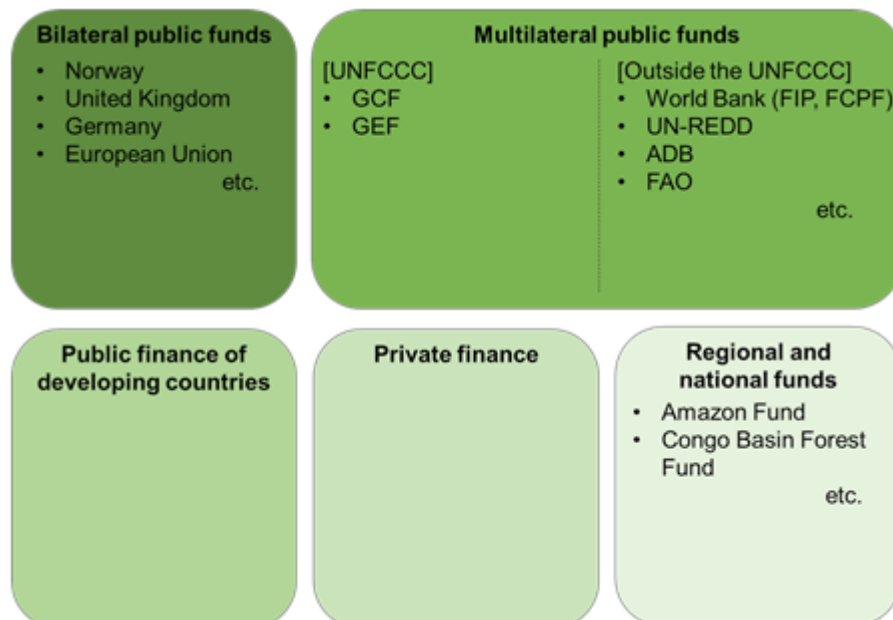 Bilateral public funds
• Norway
• United Kingdom
• Germany
• European Union
etc.
Multilateral public funds
[UNFCCC]
• GCF
• GEF
[Outside the UNFCCC]
• World Bank (FIP, FCPF)
• UN-REDD
• ADB
• FAO
etc.
Public finance of
developing countries
Private finance
Regional and
national funds
• Amazon Fund
• Congo Basin Forest
Fund
etc.